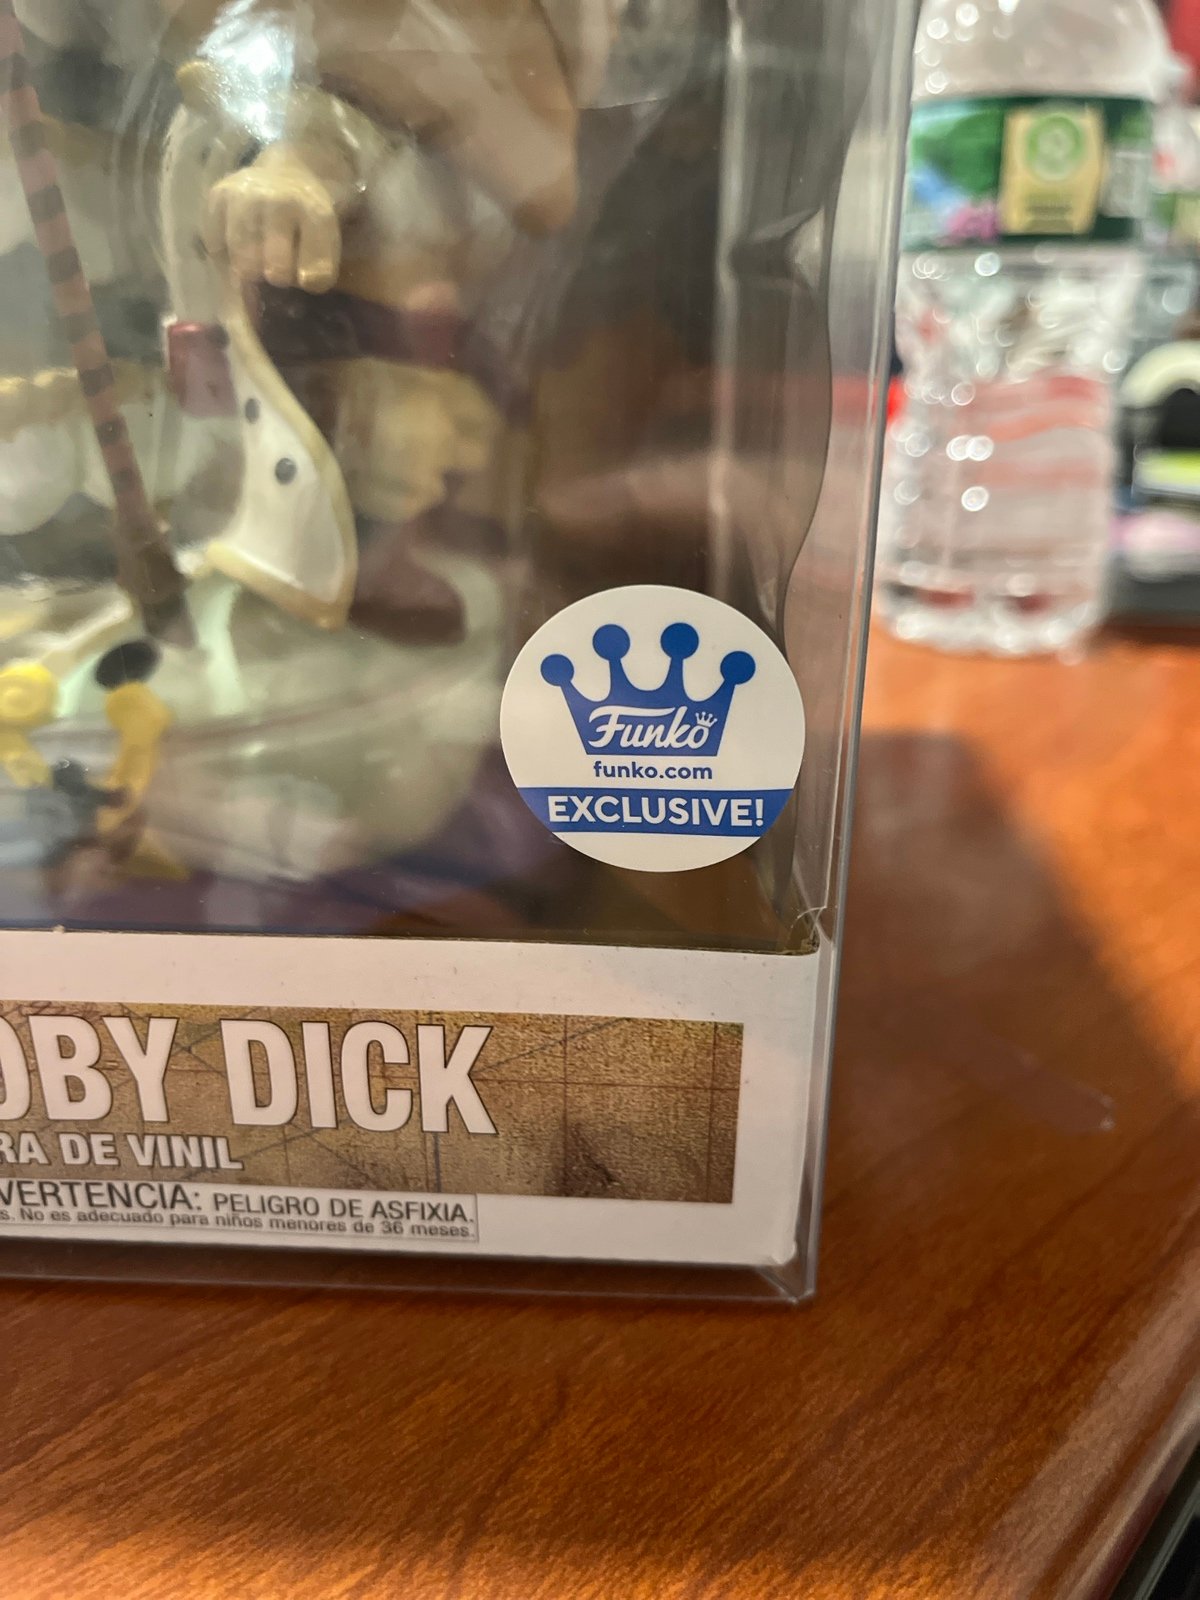 Funko
funko.com
EXCLUSIVE!
OBY DICK
RA DE VINIL
VERTENCIA: PELIGRO DE ASFIXIA.
s. No es adecuado para niños menores de 36 meses.